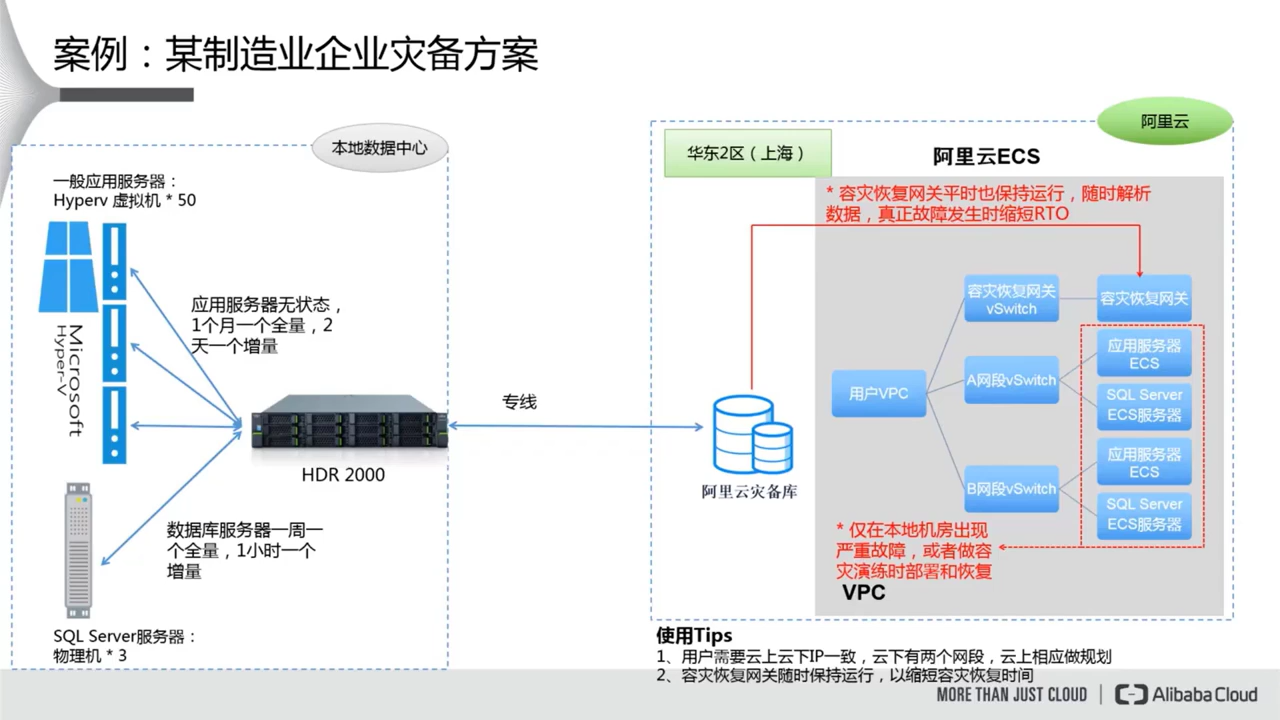 案例：某制造业企业灾备方案
本地数据中心
一般应用服务器：
Hyperv 虚拟机 * 50
Microsoft
Hyper-V
应用服务器无状态，
1个月一个全量，2
天一个增量
HDR 2000
数据库服务器一周一
个全量，1小时一个
增量
SQL Server服务器：
物理机 * 3
专线
阿里云
华东2区（上海）
阿里云ECS
* 容灾恢复网关平时也保持运行，随时解析
数据，真正故障发生时缩短RTO
阿里云灾备库
用户VPC
容灾恢复网关
vSwitch
容灾恢复网关
A网段vSwitch
应用服务器
ECS
SQL Server
ECS服务器
B网段vSwitch
应用服务器
ECS
SQL Server
ECS服务器
* 仅在本地机房出现
严重故障，或者做容
灾演练时部署和恢复
VPC
使用Tips
1、用户需要云上云下IP一致，云下有两个网段，云上相应做规划
2、容灾恢复网关随时保持运行，以缩短容灾恢复时间
MORE THAN JUST CLOUD | Alibaba Cloud